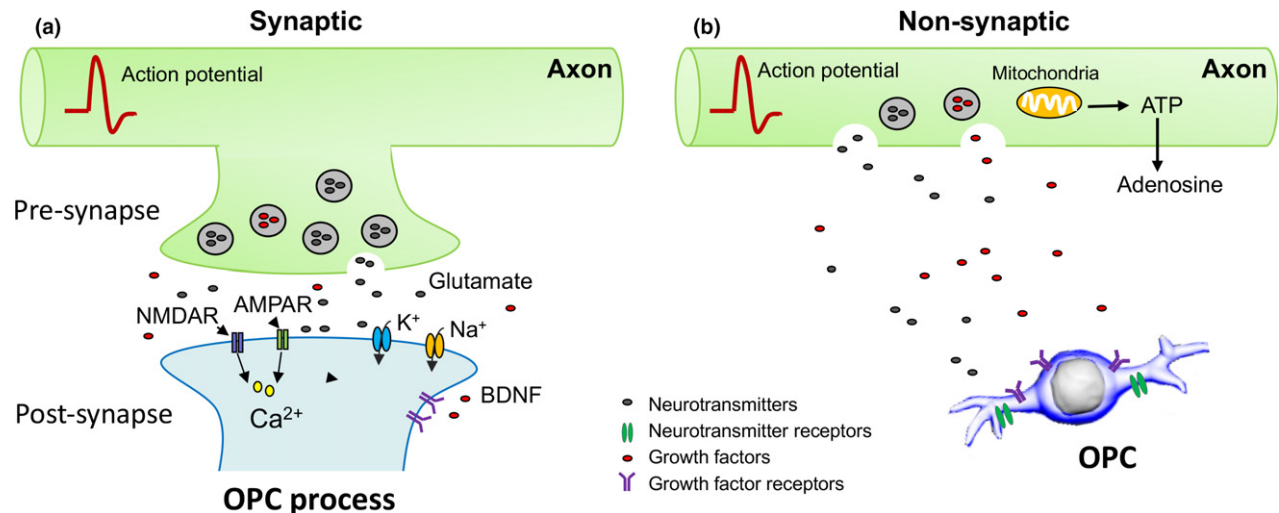 (a)
Synaptic
Action potential
Axon
Pre-synapse
Glutamate
NMDAR
AMPAR
K+
Na+
Post-synapse
Ca2+
BDNF
OPC process
(b)
Non-synaptic
Action potential
Mitochondria
Axon
ATP
Adenosine
OPC
Neurotransmitters
Neurotransmitter receptors
Growth factors
Growth factor receptors